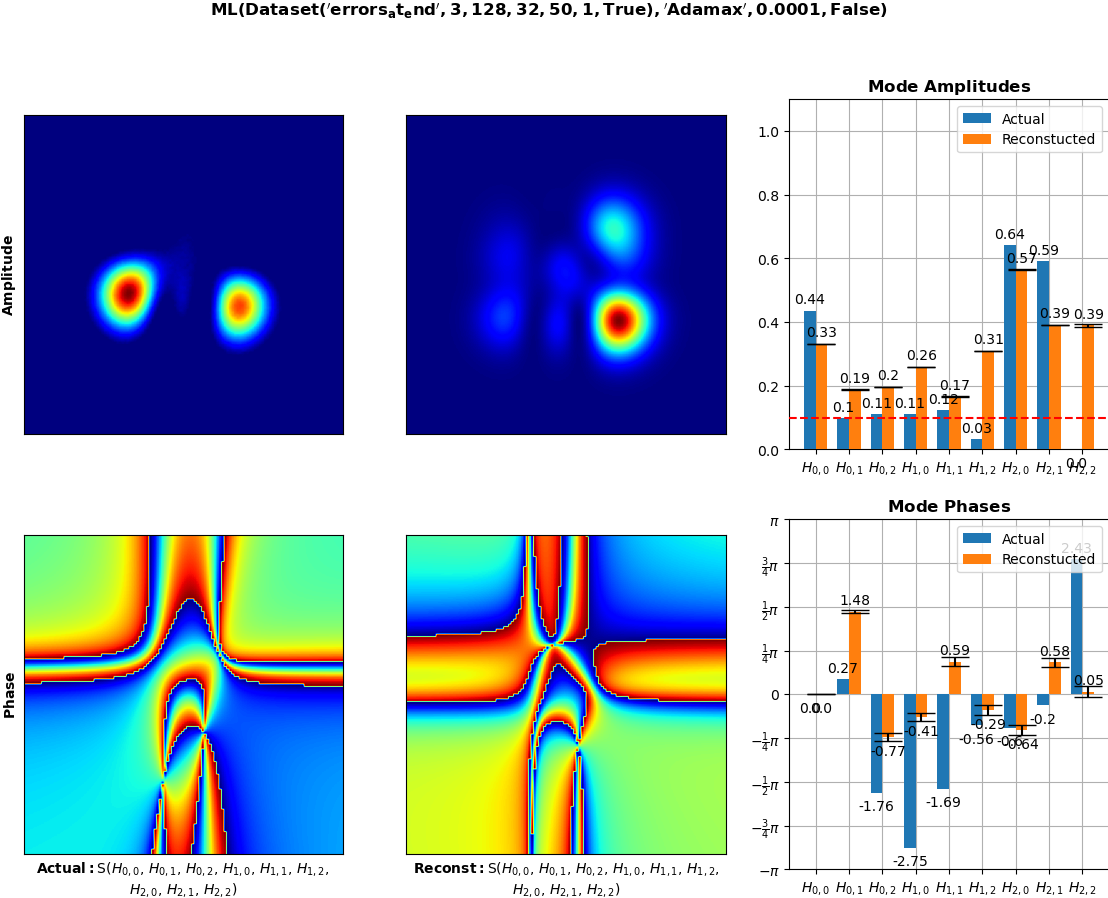 ML(Dataset('errors_at_end', 3, 128, 32, 50, 1, True), 'Adamax', 0.0001, False)
Amplitude
Mode Amplitudes
Actual
Reconstucted
1.0
0.8
0.6
0.4
0.2
0.0
0.44
0.33
0.1
0.19
0.11
0.2
0.11
0.26
0.12
0.17
0.03
0.31
0.64
0.57
0.59
0.39
0.0
0.39
H0,0 H0,1 H0,2 H1,0 H1,1 H1,2 H2,0 H2,1 H2,2
Phase
Mode Phases
Actual
Reconstucted
π
3/4π
1/2π
1/4π
0
−1/4π
−1/2π
−3/4π
−π
0.0
0.27
1.48
-1.76
-0.77
-2.75
-0.41
-1.69
0.59
-0.56
-0.29
-0.64
-0.2
0.58
2.43
0.05
H0,0 H0,1 H0,2 H1,0 H1,1 H1,2 H2,0 H2,1 H2,2
Actual: S(H0,0, H0,1, H0,2, H1,0, H1,1, H1,2,
H2,0, H2,1, H2,2)
Reconst: S(H0,0, H0,1, H0,2, H1,0, H1,1, H1,2,
H2,0, H2,1, H2,2)